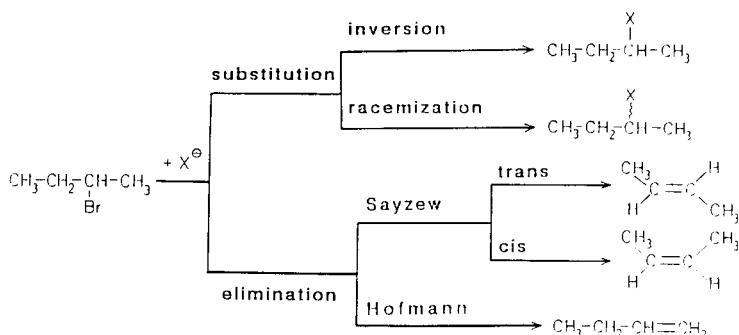 inversion
X
CH₃-CH₂-CH-CH₃
substitution
racemization
X
CH₃-CH₂-CH-CH₃
+ X⊖
CH₃-CH₂-CH-CH₃
Br
trans
CH₃ H
C=C
H CH₃
Sayzew
cis
CH₃ CH₃
C=C
H H
elimination
Hofmann
CH₃-CH₂-CH=CH₂